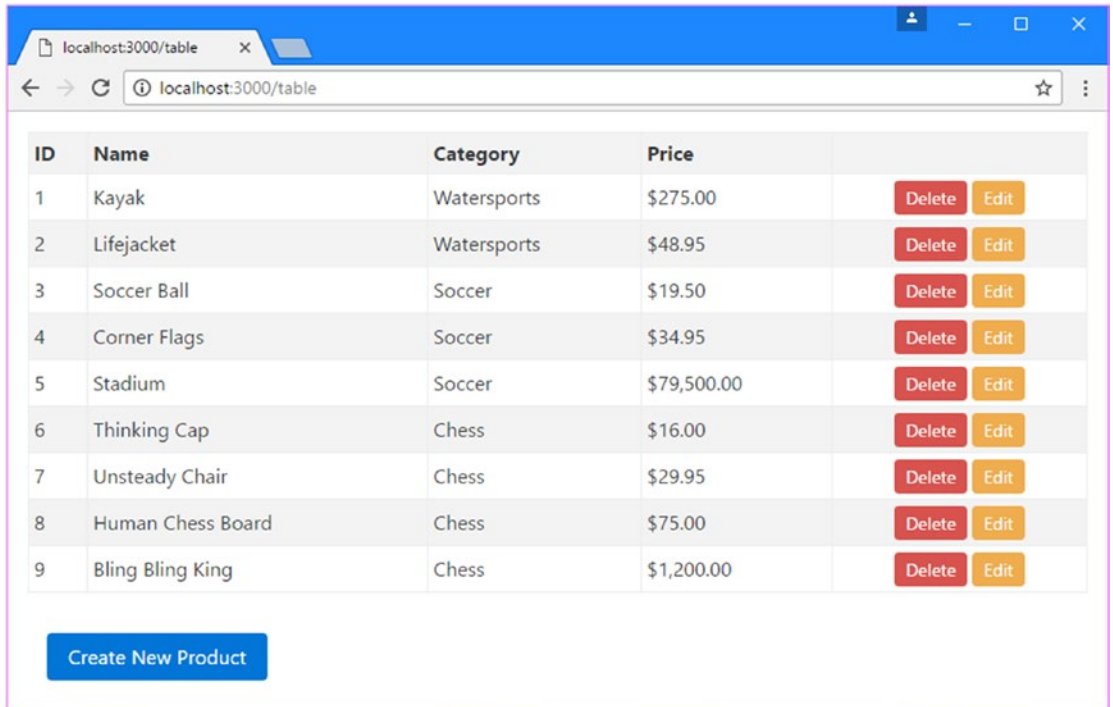 localhost:3000/table
localhost:3000/table
ID Name Category Price
1 Kayak Watersports $275.00 Delete Edit
2 Lifejacket Watersports $48.95 Delete Edit
3 Soccer Ball Soccer $19.50 Delete Edit
4 Corner Flags Soccer $34.95 Delete Edit
5 Stadium Soccer $79,500.00 Delete Edit
6 Thinking Cap Chess $16.00 Delete Edit
7 Unsteady Chair Chess $29.95 Delete Edit
8 Human Chess Board Chess $75.00 Delete Edit
9 Bling Bling King Chess $1,200.00 Delete Edit
Create New Product